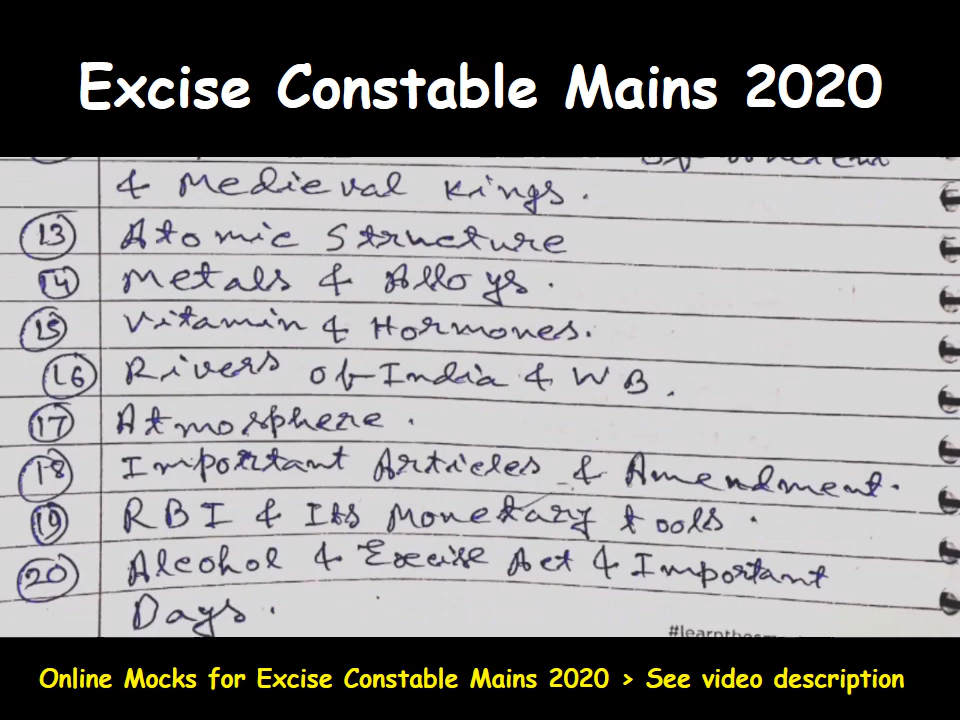 Excise Constable Mains 2020
& Medieval Kings.
13 Atomic Structure
14 Metals & Alloys.
15 Vitamin & Hormones.
16 Rivers of India & WB.
17 Atmosphere.
18 Important Articles & Amendment.
19 RBI & Its Monetary tools.
20 Alcohol & Excise Act & Important
Days.
Online Mocks for Excise Constable Mains 2020 > See video description